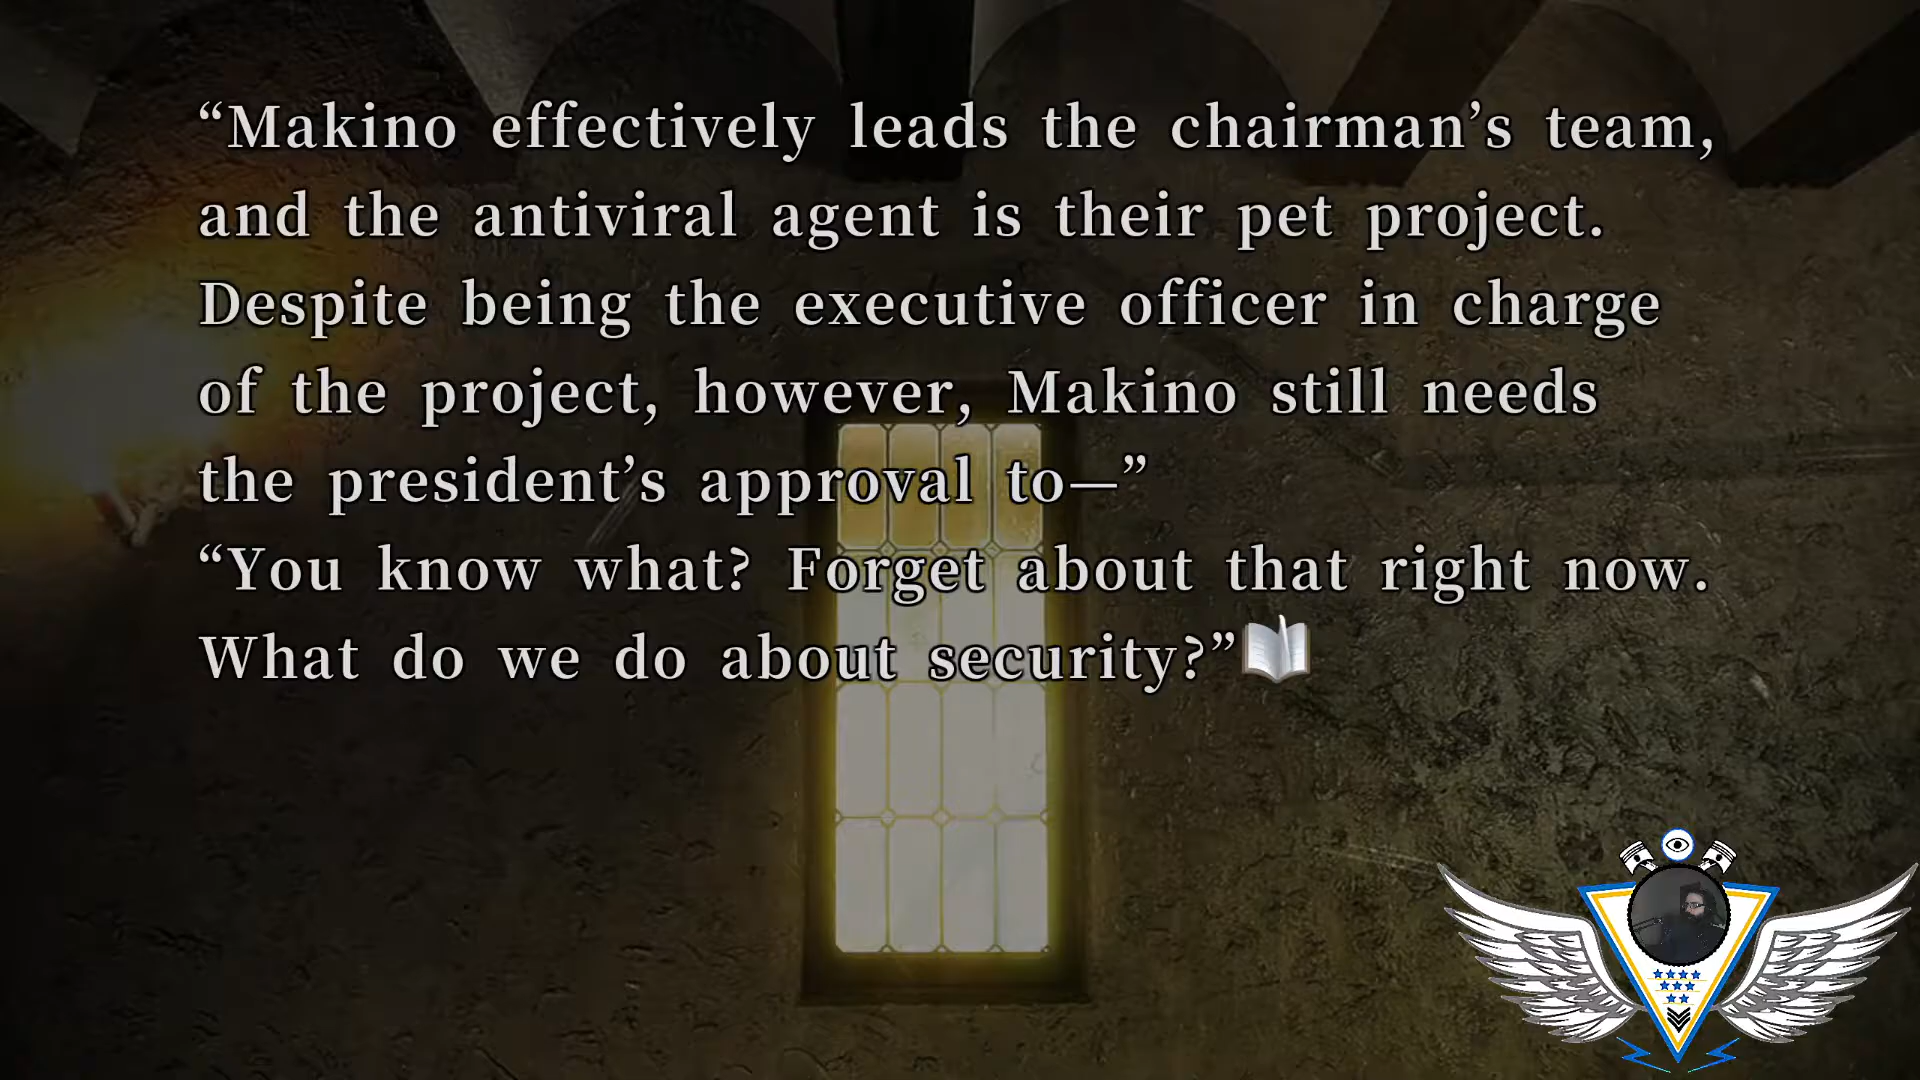 “Makino effectively leads the chairman’s team,
and the antiviral agent is their pet project.
Despite being the executive officer in charge
of the project, however, Makino still needs
the president’s approval to—”
“You know what? Forget about that right now.
What do we do about security?”